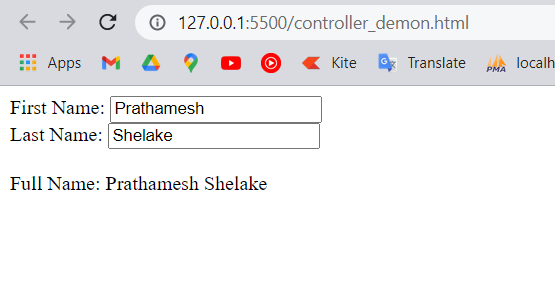 127.0.0.1:5500/controller_demon.html
Apps Kite Translate PMA localh
First Name: Prathamesh
Last Name: Shelake
Full Name: Prathamesh Shelake